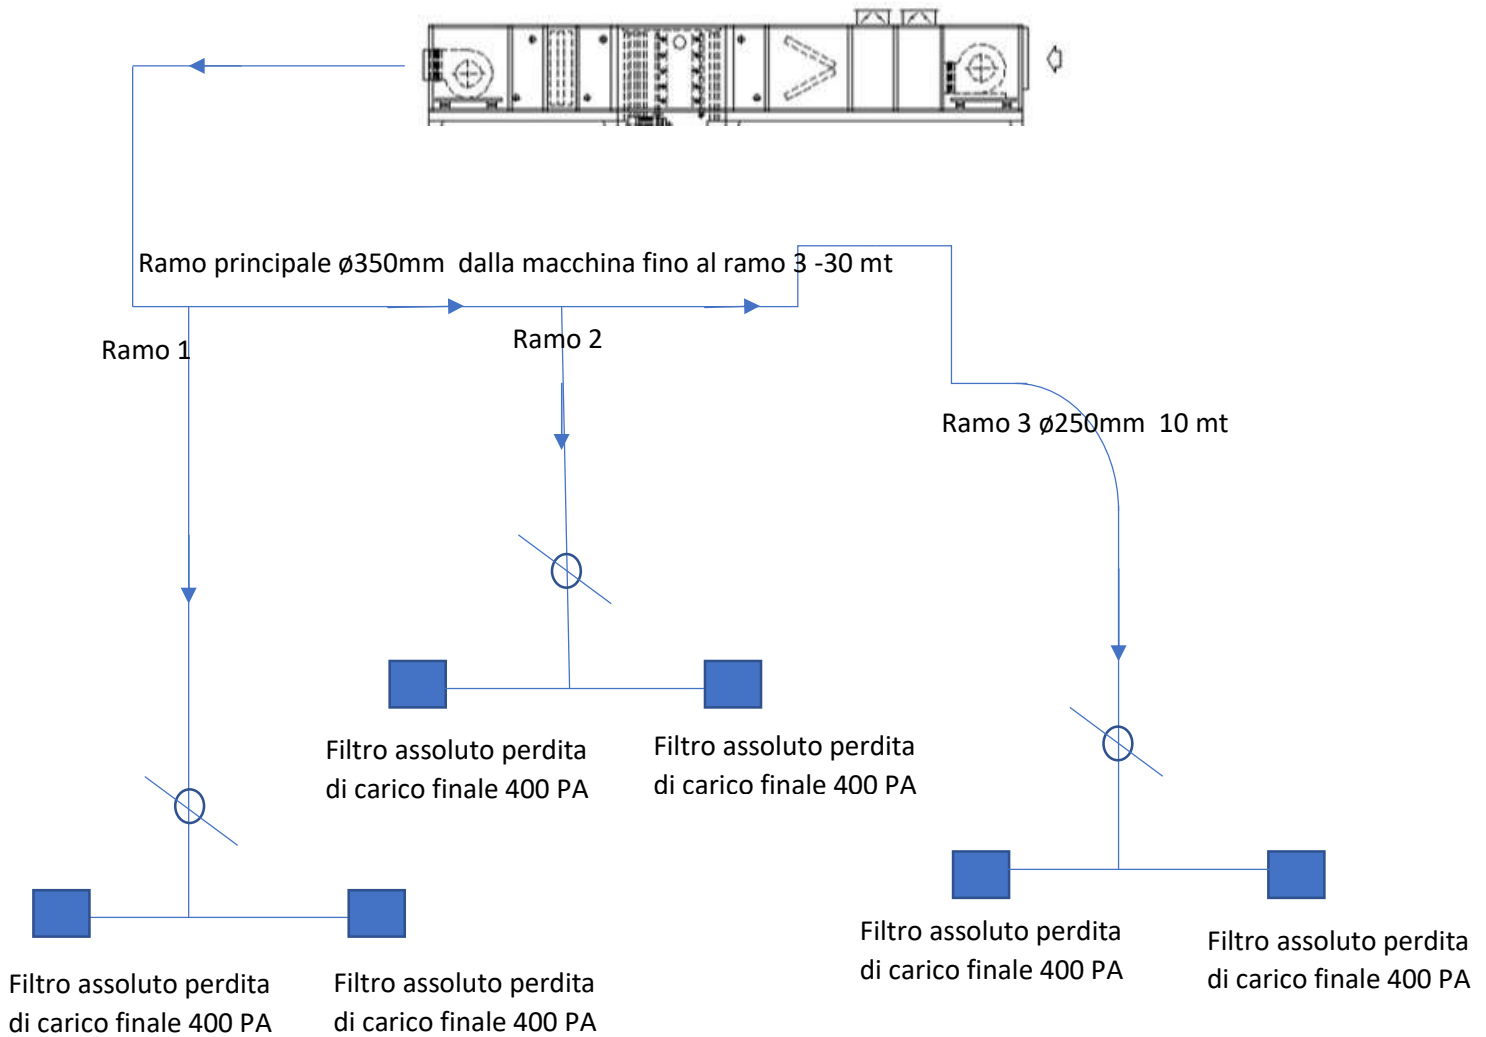 Ramo principale ø350mm  dalla macchina fino al ramo 3 -30 mt
Ramo 1
Ramo 2
Ramo 3 ø250mm  10 mt
Filtro assoluto perdita
di carico finale 400 PA
Filtro assoluto perdita
di carico finale 400 PA
Filtro assoluto perdita
di carico finale 400 PA
Filtro assoluto perdita
di carico finale 400 PA
Filtro assoluto perdita
di carico finale 400 PA
Filtro assoluto perdita
di carico finale 400 PA